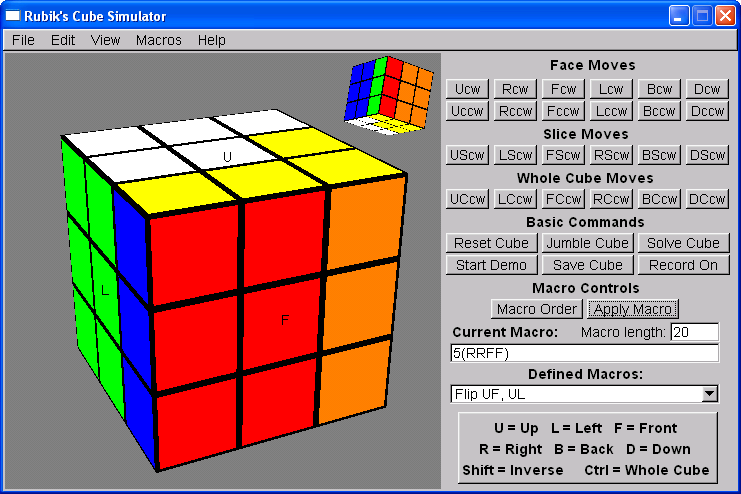 Rubik's Cube Simulator
File Edit View Macros Help
U
L
F
Face Moves
Ucw Rcw Fcw Lcw Bcw Dcw
Uccw Rccw Fccw Lccw Bccw Dccw
Slice Moves
UScw LScw FScw RScw BScw DScw
Whole Cube Moves
UCcw LCcw FCcw RCcw BCcw DCcw
Basic Commands
Reset Cube Jumble Cube Solve Cube
Start Demo Save Cube Record On
Macro Controls
Macro Order Apply Macro
Current Macro: Macro length: 20
5(RRFF)
Defined Macros:
Flip UF, UL
U = Up L = Left F = Front
R = Right B = Back D = Down
Shift = Inverse Ctrl = Whole Cube